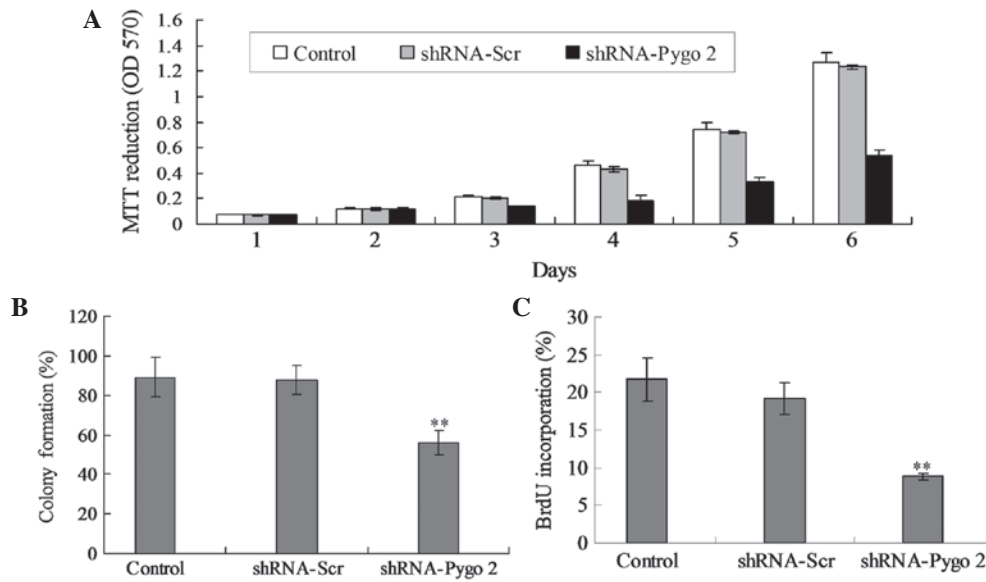 A
MTT reduction (OD 570)
1.6
1.4
1.2
1
0.8
0.6
0.4
0.2
0
Control
shRNA-Scr
shRNA-Pygo 2
1 2 3 4 5 6
Days
B
Colony formation (%)
120
100
80
60
40
20
0
**
Control shRNA-Scr shRNA-Pygo 2
C
BrdU incorporation (%)
30
25
20
15
10
5
0
**
Control shRNA-Scr shRNA-Pygo 2